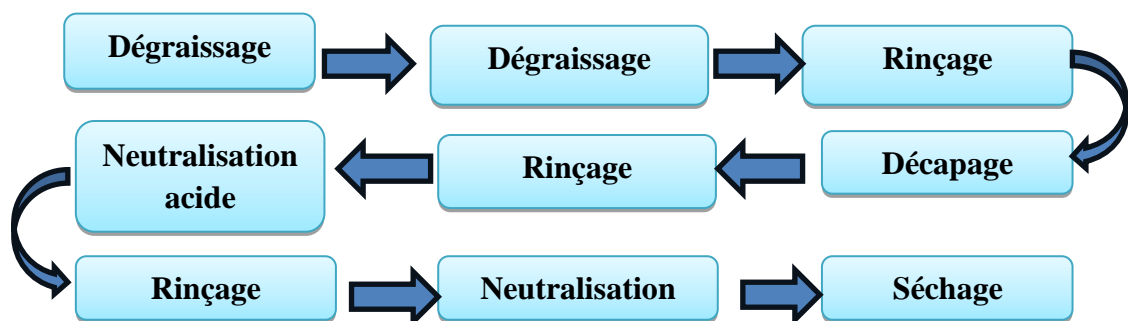 Dégraissage
Dégraissage
Rinçage
Décapage
Rinçage
Neutralisation
acide
Rinçage
Neutralisation
Séchage